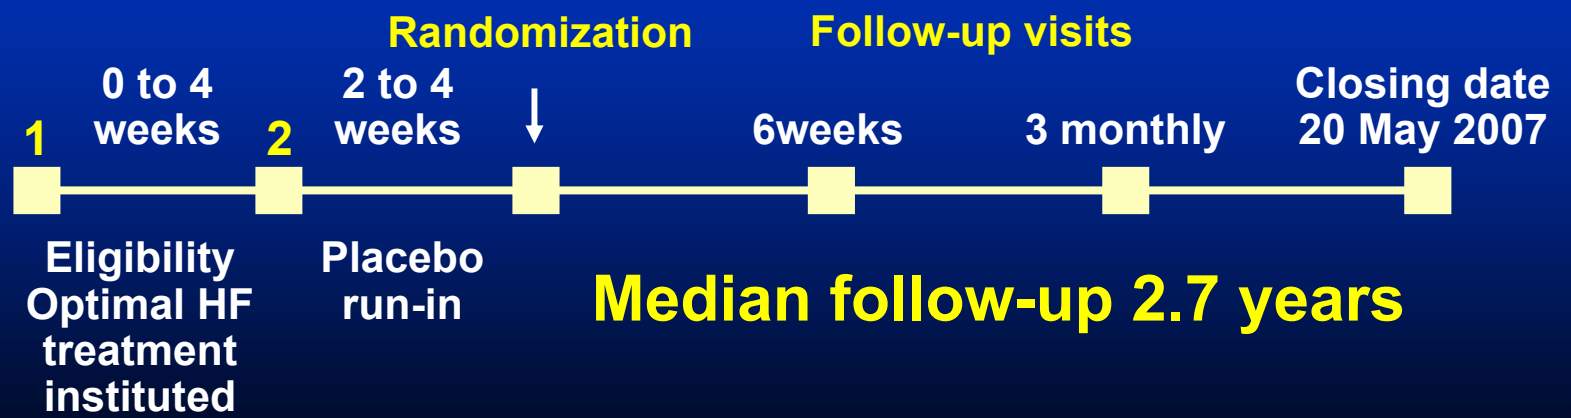 Randomization
Follow-up visits
0 to 4
weeks
2 to 4
weeks
Closing date
20 May 2007
1
2
6weeks
3 monthly
Eligibility
Optimal HF
treatment
instituted
Placebo
run-in
Median follow-up 2.7 years